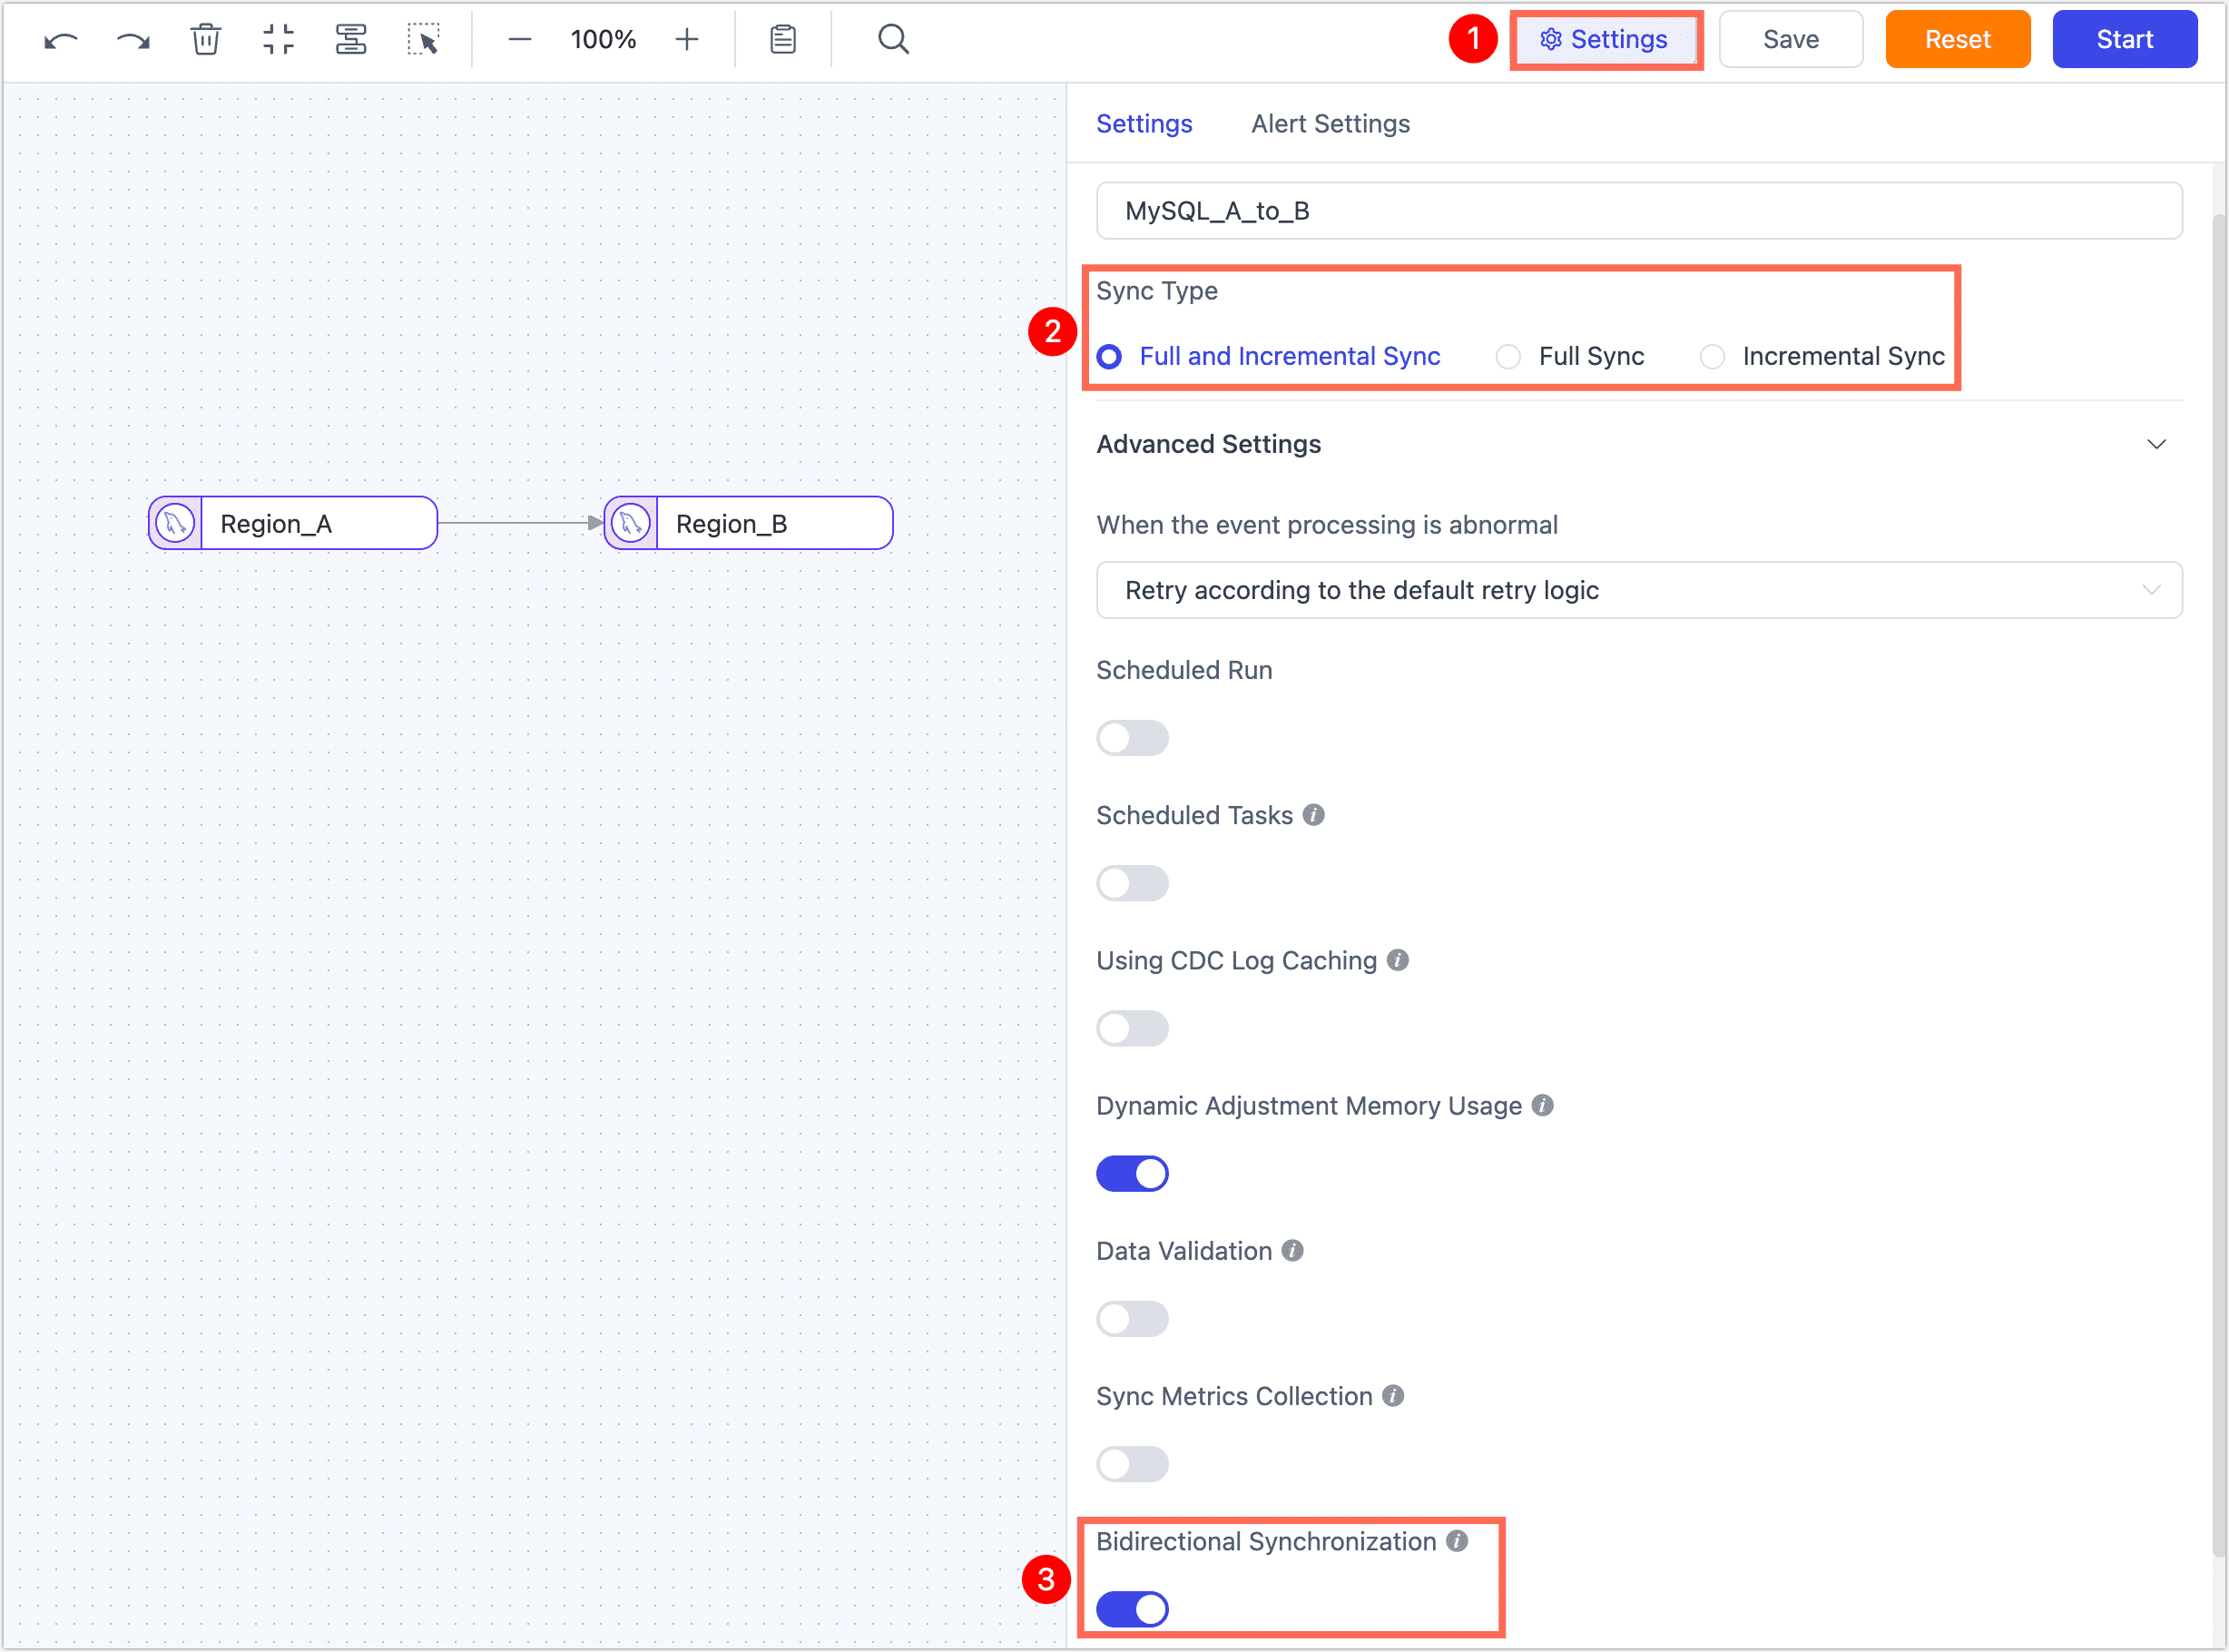 100%
1
Settings
Save
Reset
Start
Settings
Alert Settings
MySQL_A_to_B
Sync Type
2
Full and Incremental Sync
Full Sync
Incremental Sync
Advanced Settings
Region_A
Region_B
When the event processing is abnormal
Retry according to the default retry logic
Scheduled Run
Scheduled Tasks i
Using CDC Log Caching i
Dynamic Adjustment Memory Usage i
Data Validation i
Sync Metrics Collection i
Bidirectional Synchronization i
3